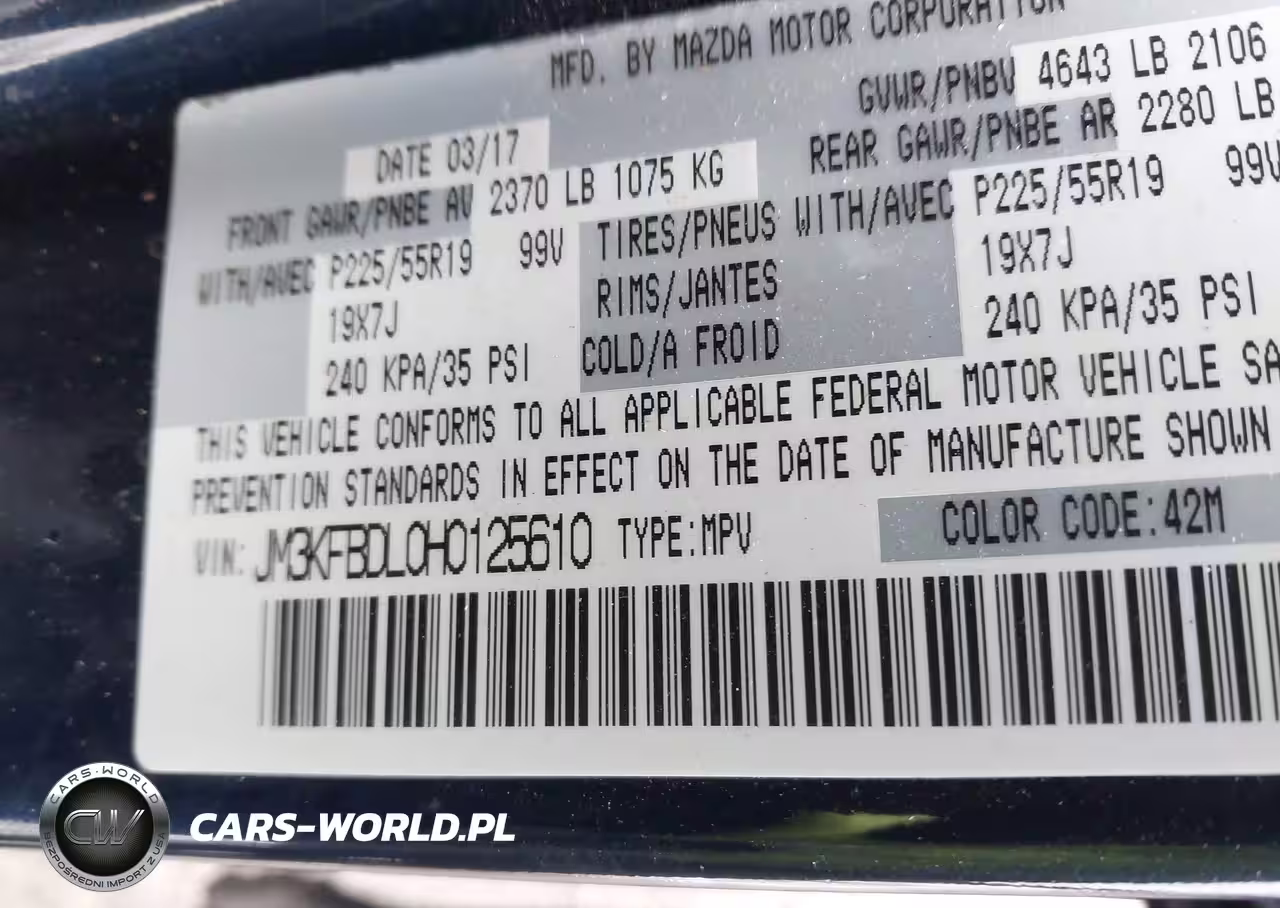 MFD. BY MAZDA MOTOR CORPORATION
DATE 03/17 GVWR/PNBV 4643 LB 2106
FRONT GAWR/PNBE AV 2370 LB 1075 KG REAR GAWR/PNBE AR 2280 LB
WITH/AVEC P225/55R19 99V TIRES/PNEUS WITH/AVEC P225/55R19 99V
19X7J RIMS/JANTES 19X7J
240 KPA/35 PSI COLD/A FROID 240 KPA/35 PSI
THIS VEHICLE CONFORMS TO ALL APPLICABLE FEDERAL MOTOR VEHICLE SA
PREVENTION STANDARDS IN EFFECT ON THE DATE OF MANUFACTURE SHOWN
VIN: JM3KFBDL0H0125610 TYPE:MPV COLOR CODE:42M
CARS-WORLD
CW
BEZPOŚREDNI IMPORT Z USA
CARS-WORLD.PL